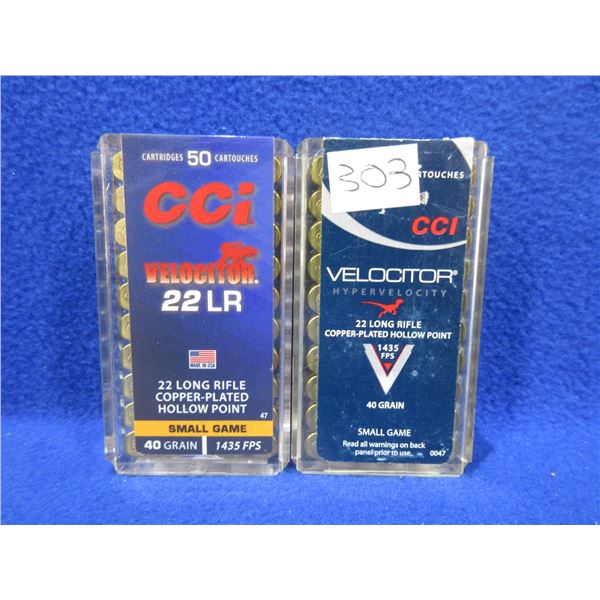 CARTRIDGES 50 CARTOUCHES
CCI
VELOCITOR.
22 LR
MADE IN USA
22 LONG RIFLE
COPPER-PLATED
HOLLOW POINT
47
SMALL GAME
40 GRAIN 1435 FPS
303
RTOUCHES
CCI
VELOCITOR®
HYPERVELOCITY
22 LONG RIFLE
COPPER-PLATED HOLLOW POINT
1435
FPS
40 GRAIN
SMALL GAME
Read all warnings on back
panel prior to use.
0047